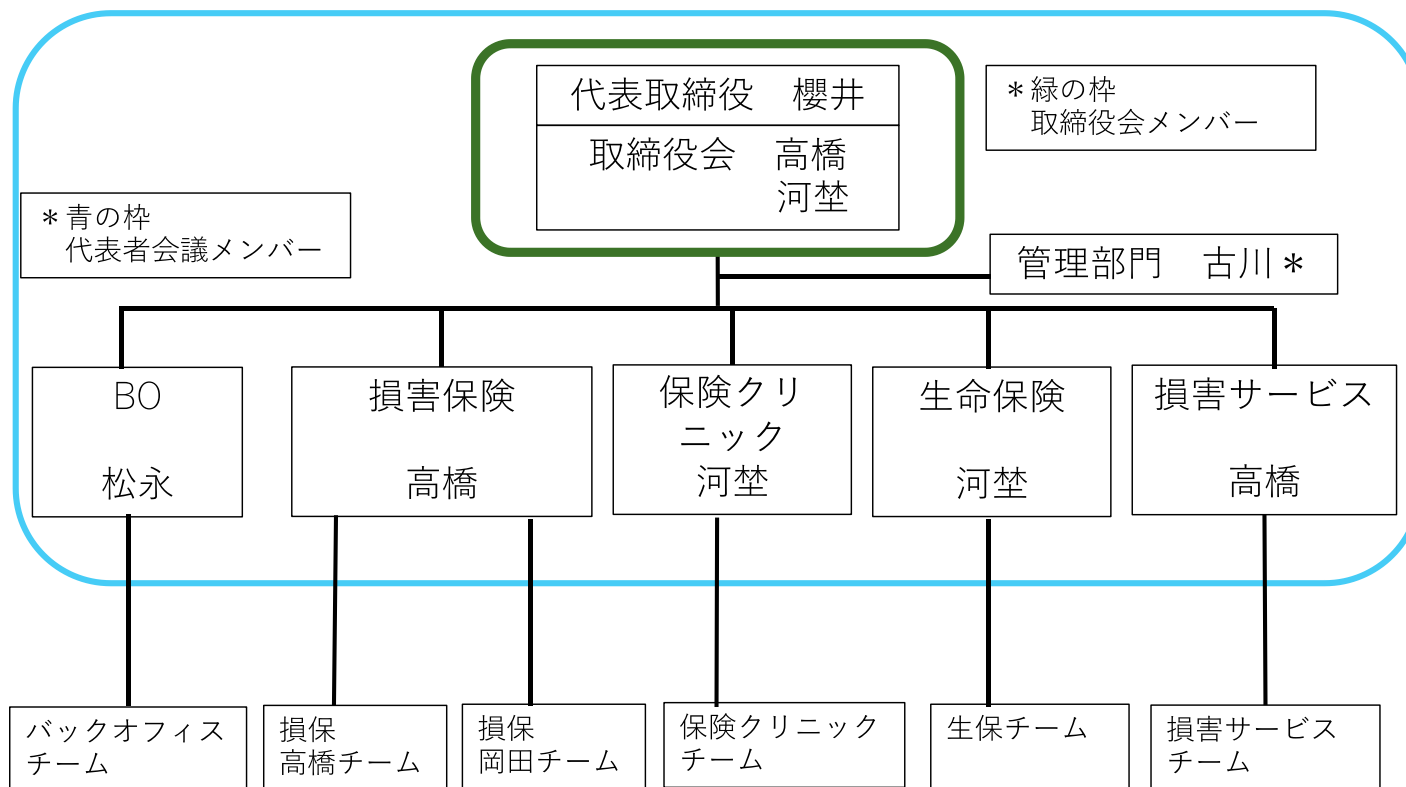 代表取締役　櫻井
取締役会　高橋
河埜
＊緑の枠
取締役会メンバー
＊青の枠
代表者会議メンバー
管理部門　古川＊
BO
松永
損害保険
高橋
保険クリ
ニック
河埜
生命保険
河埜
損害サービス
高橋
バックオフィス
チーム
損保
高橋チーム
損保
岡田チーム
保険クリニック
チーム
生保チーム
損害サービス
チーム